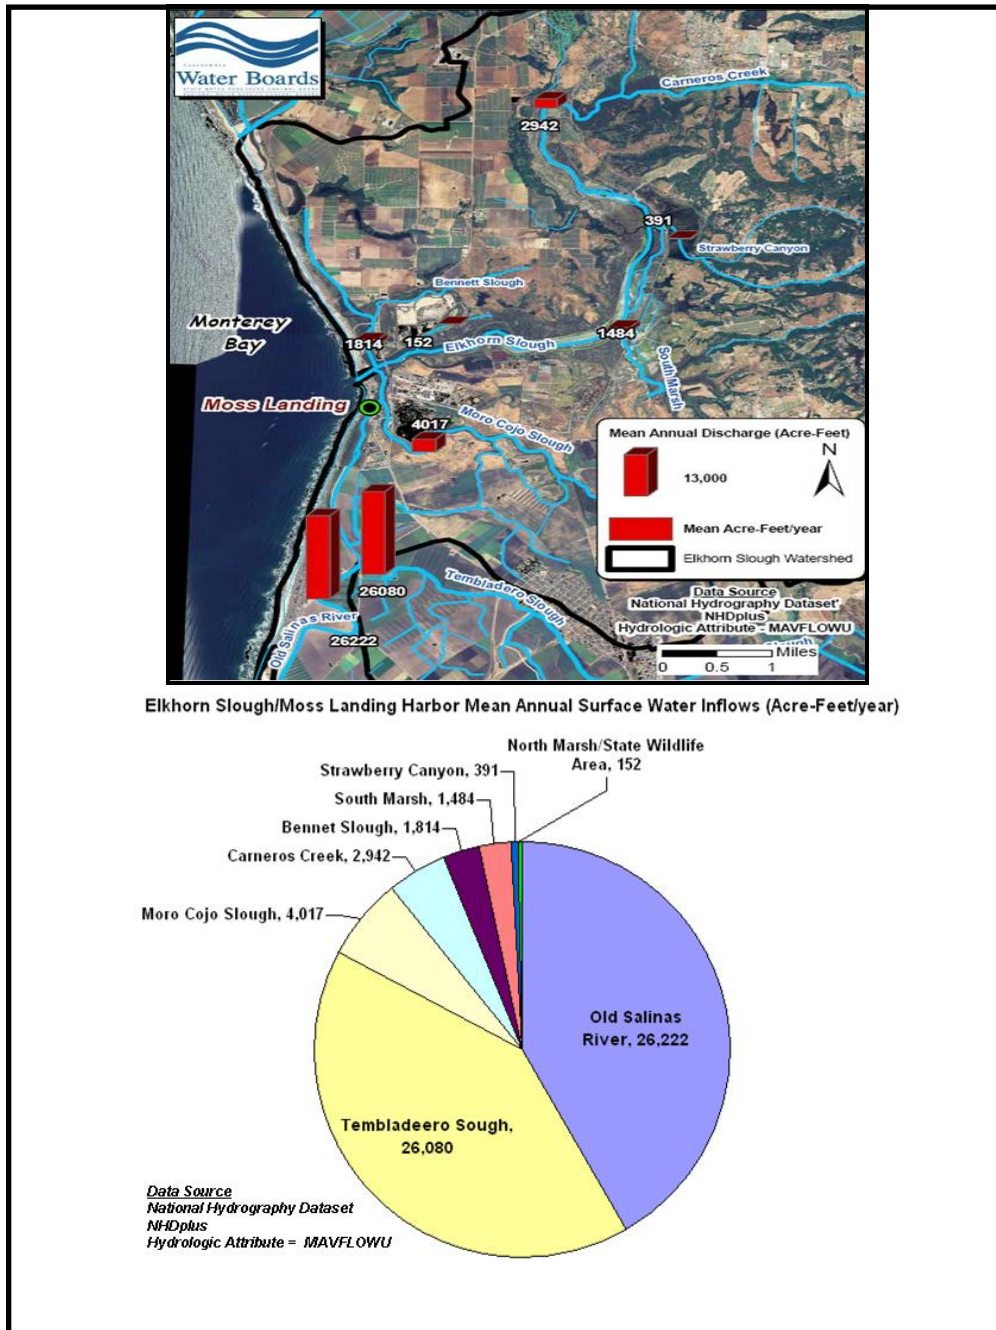 CALIFORNIA
Water Boards
Carneros Creek
2942
391
Strawberry Canyon
Bennett Slough
Monterey
Bay
1814
152
Elkhorn Slough
1484
South Marsh
Moss Landing
4017
Moro Cojo Slough
Mean Annual Discharge (Acre-Feet)
N
13,000
Mean Acre-Feet/year
Elkhorn Slough Watershed
26080
Tembladero Slough
26222
Old Salinas River
Data Source
National Hydrography Dataset'
NHDplus
Hydrologic Attribute - MAVFLOWU
Miles
0 0.5 1
Elkhorn Slough/Moss Landing Harbor Mean Annual Surface Water Inflows (Acre-Feet/year)
North Marsh/State Wildlife
Area, 152
Strawberry Canyon, 391
South Marsh, 1,484
Bennet Slough, 1,814
Carneros Creek, 2,942
Moro Cojo Slough, 4,017
Old Salinas
River, 26,222
Tembladeero Sough,
26,080
Data Source
National Hydrography Dataset
NHDplus
Hydrologic Attribute = MAVFLOWU